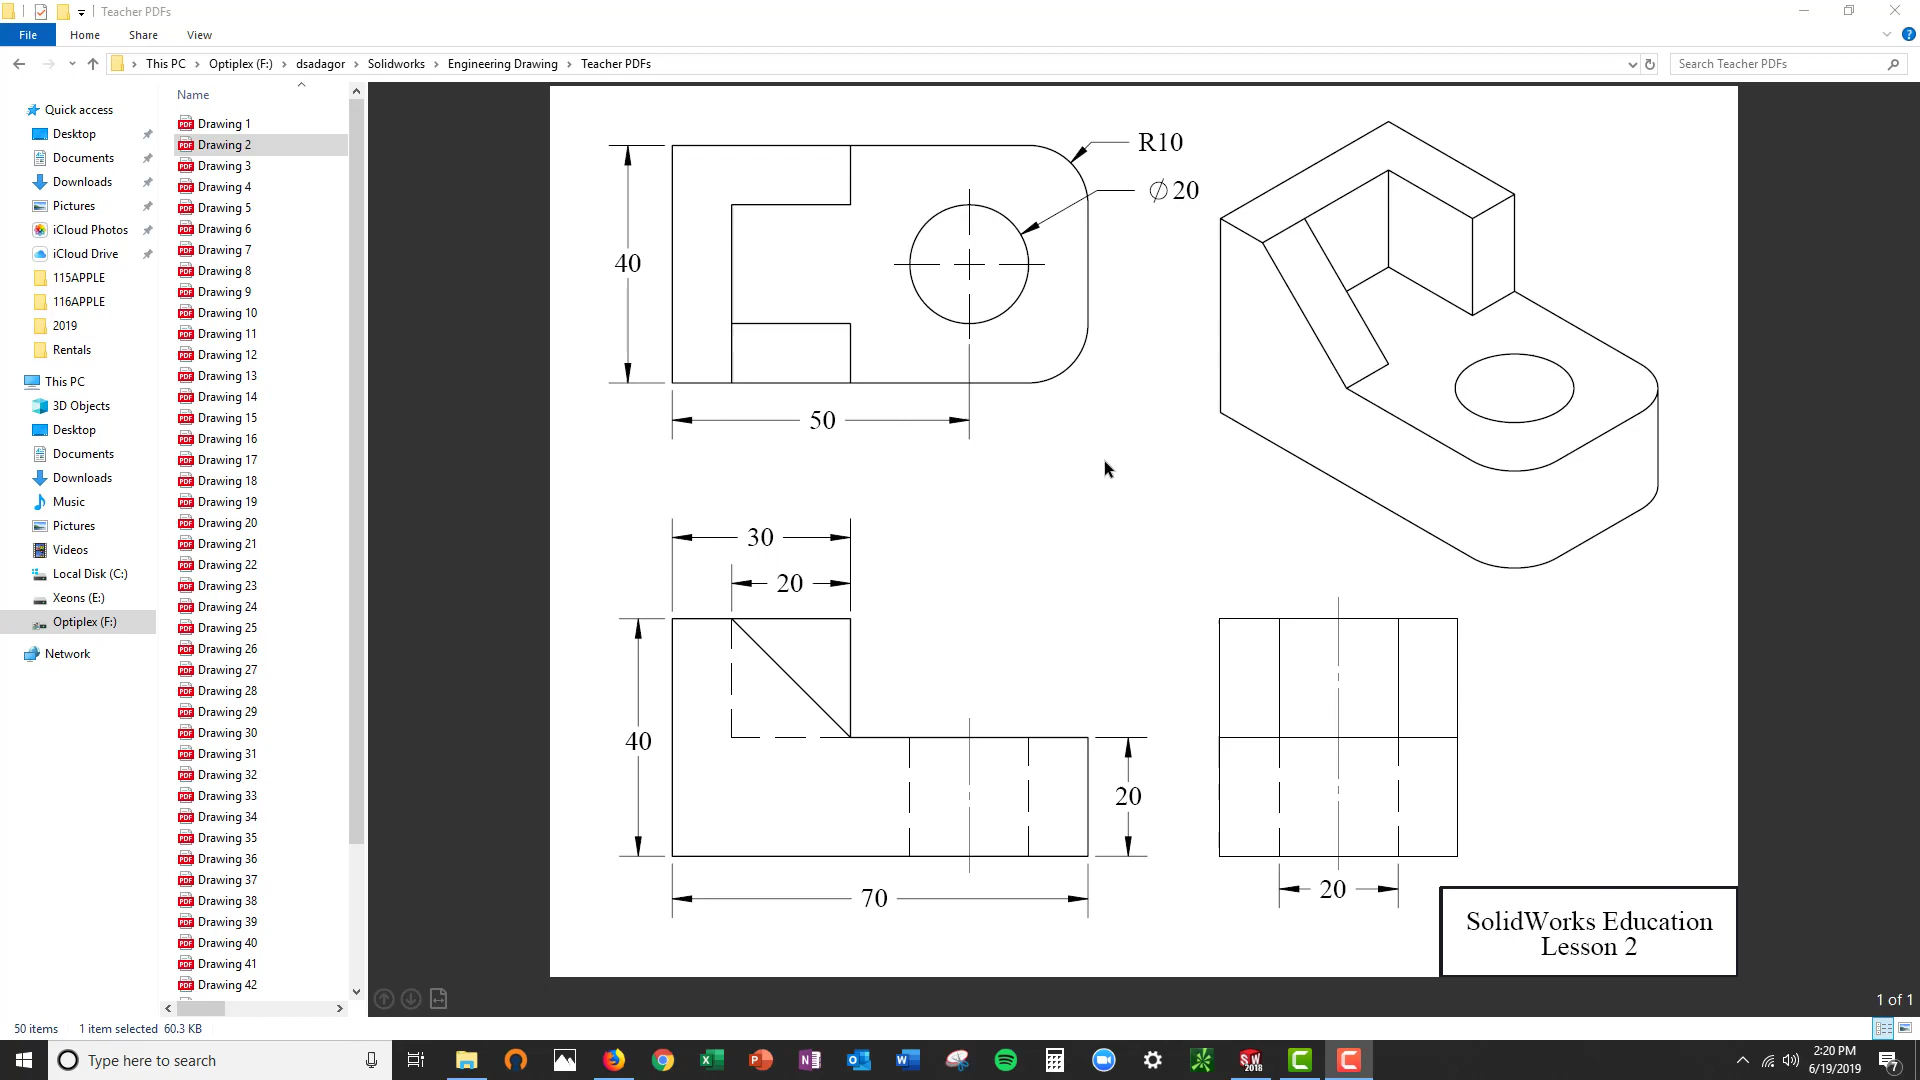 Teacher PDFs
File Home Share View
This PC Optiplex (F:) dsadagor Solidworks Engineering Drawing Teacher PDFs
Search Teacher PDFs
Quick access
Desktop
Documents
Downloads
Pictures
iCloud Photos
iCloud Drive
115APPLE
116APPLE
2019
Rentals
This PC
3D Objects
Desktop
Documents
Downloads
Music
Pictures
Videos
Local Disk (C:)
Xeons (E:)
Optiplex (F:)
Network
Name
Drawing 1
Drawing 2
Drawing 3
Drawing 4
Drawing 5
Drawing 6
Drawing 7
Drawing 8
Drawing 9
Drawing 10
Drawing 11
Drawing 12
Drawing 13
Drawing 14
Drawing 15
Drawing 16
Drawing 17
Drawing 18
Drawing 19
Drawing 20
Drawing 21
Drawing 22
Drawing 23
Drawing 24
Drawing 25
Drawing 26
Drawing 27
Drawing 28
Drawing 29
Drawing 30
Drawing 31
Drawing 32
Drawing 33
Drawing 34
Drawing 35
Drawing 36
Drawing 37
Drawing 38
Drawing 39
Drawing 40
Drawing 41
Drawing 42
R10
∅20
40
50
30
20
40
20
70
20
SolidWorks Education
Lesson 2
1 of 1
50 items 1 item selected 60.3 KB
Type here to search
2:20 PM
6/19/2019